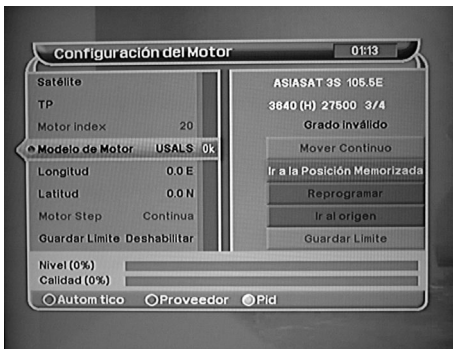 Configuración del Motor 01:13
Satélite ASIASAT 3S 105.5E
TP 3640 (H) 27500 3/4
Motor index 20 Grado inválido
Modelo de Motor USALS Ok Mover Continuo
Longitud 0.0 E Ir a la Posición Memorizada
Latitud 0.0 N Reprogramar
Motor Step Continua Ir al origen
Guardar Limite Deshabilitar Guardar Limite
Nivel (0%)
Calidad (0%)
Autom tico Proveedor Pid